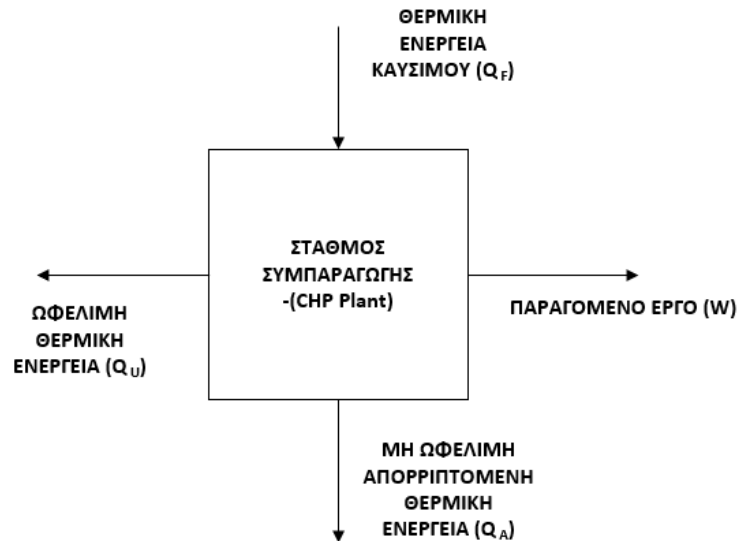 ΘΕΡΜΙΚΗ
ΕΝΕΡΓΕΙΑ
ΚΑΥΣΙΜΟΥ (Q F)
ΣΤΑΘΜΟΣ
ΣΥΜΠΑΡΑΓΩΓΗΣ
-(CHP Plant)
ΩΦΕΛΙΜΗ
ΘΕΡΜΙΚΗ
ΕΝΕΡΓΕΙΑ (Q U)
ΠΑΡΑΓΟΜΕΝΟ ΕΡΓΟ (W)
ΜΗ ΩΦΕΛΙΜΗ
ΑΠΟΡΡΙΠΤΟΜΕΝΗ
ΘΕΡΜΙΚΗ
ΕΝΕΡΓΕΙΑ (Q A)